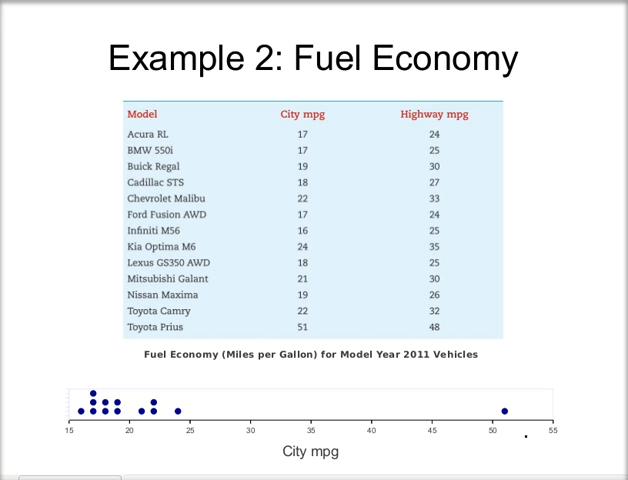 Example 2: Fuel Economy
Model City mpg Highway mpg
Acura RL 17 24
BMW 550i 17 25
Buick Regal 19 30
Cadillac STS 18 27
Chevrolet Malibu 22 33
Ford Fusion AWD 17 24
Infiniti M56 16 25
Kia Optima M6 24 35
Lexus GS350 AWD 18 25
Mitsubishi Galant 21 30
Nissan Maxima 19 26
Toyota Camry 22 32
Toyota Prius 51 48
Fuel Economy (Miles per Gallon) for Model Year 2011 Vehicles
15 20 25 30 35 40 45 50 55
City mpg